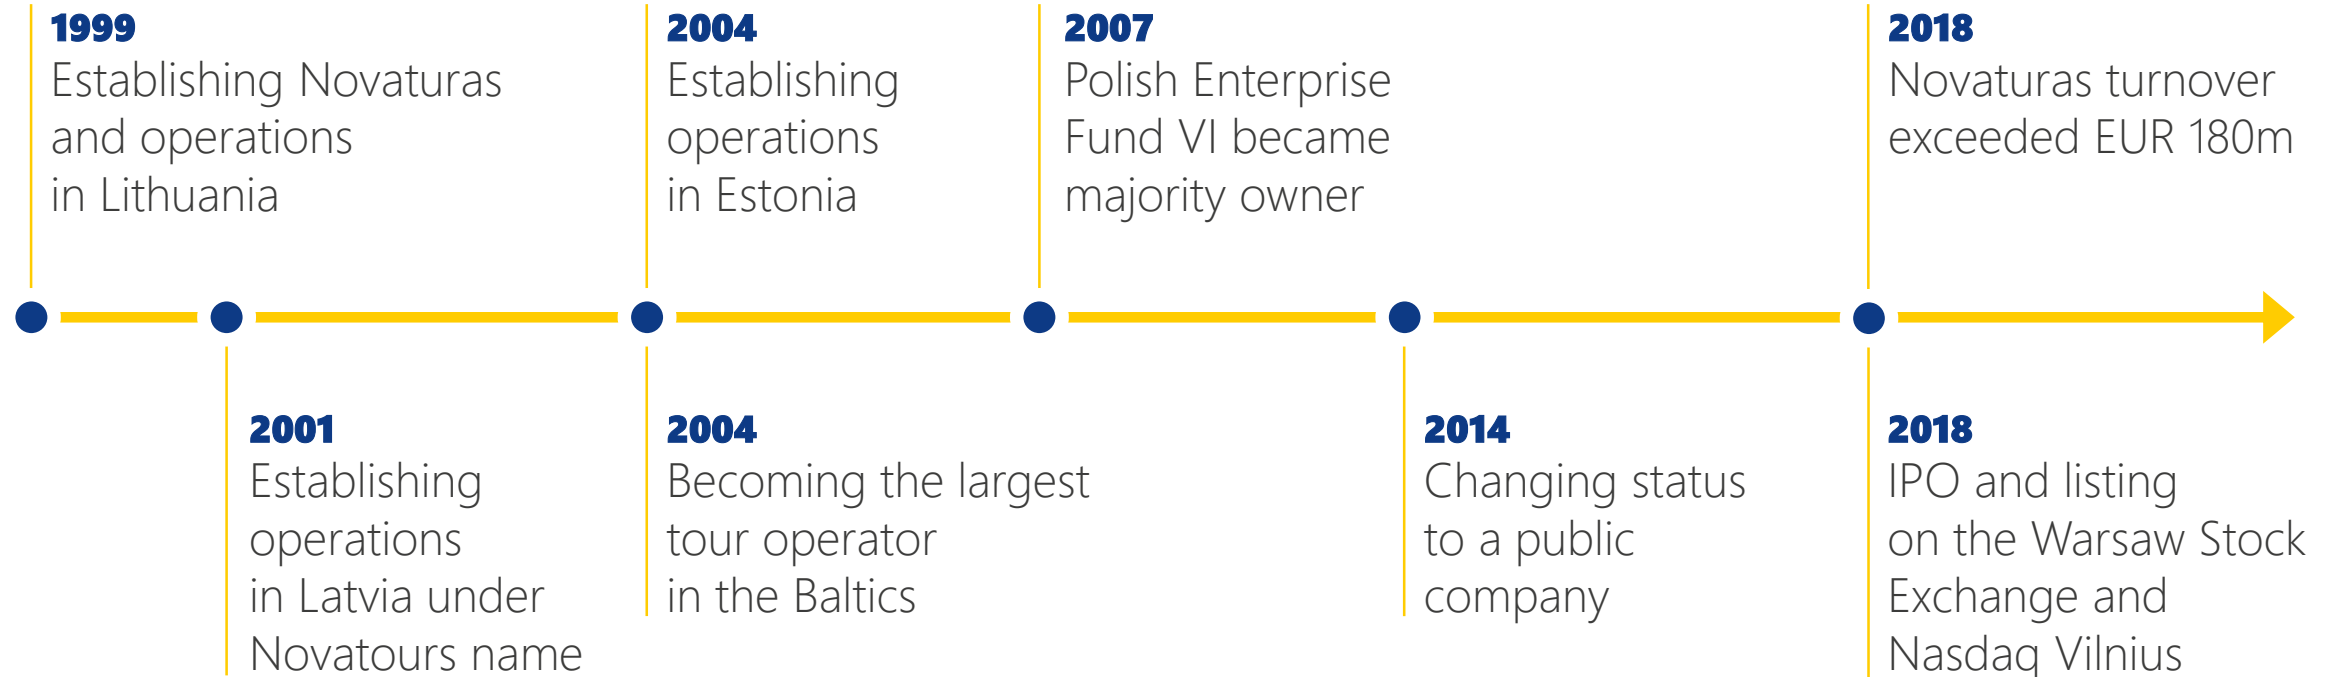 1999
Establishing Novaturas
and operations
in Lithuania
2004
Establishing
operations
in Estonia
2007
Polish Enterprise
Fund VI became
majority owner
2018
Novaturas turnover
exceeded EUR 180m
2001
Establishing
operations
in Latvia under
Novatours name
2004
Becoming the largest
tour operator
in the Baltics
2014
Changing status
to a public
company
2018
IPO and listing
on the Warsaw Stock
Exchange and
Nasdaq Vilnius